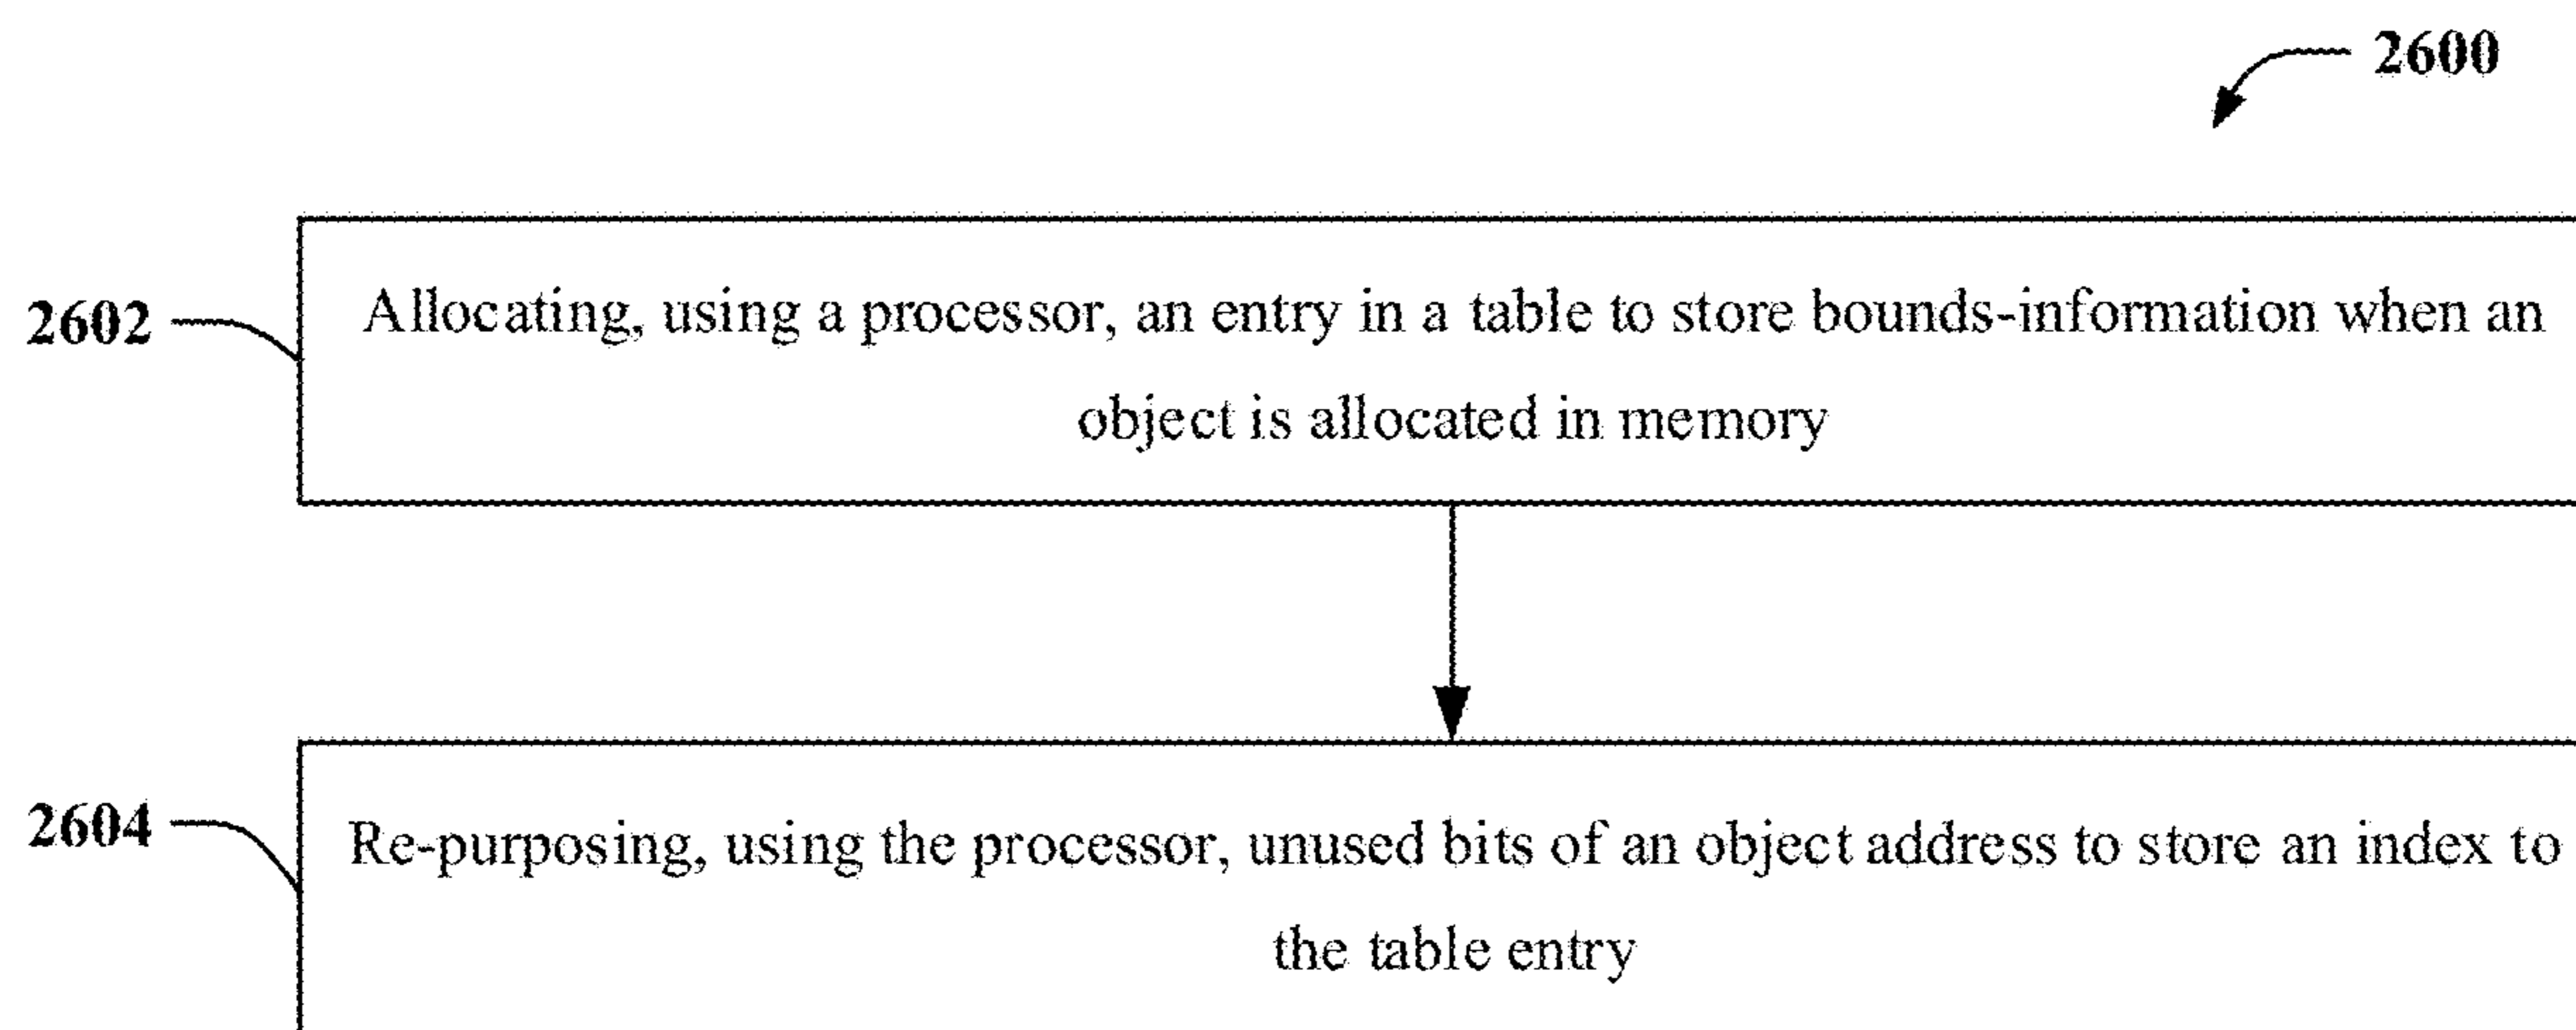 2600
2602
Allocating, using a processor, an entry in a table to store bounds-information when an
object is allocated in memory
2604
Re-purposing, using the processor, unused bits of an object address to store an index to
the table entry